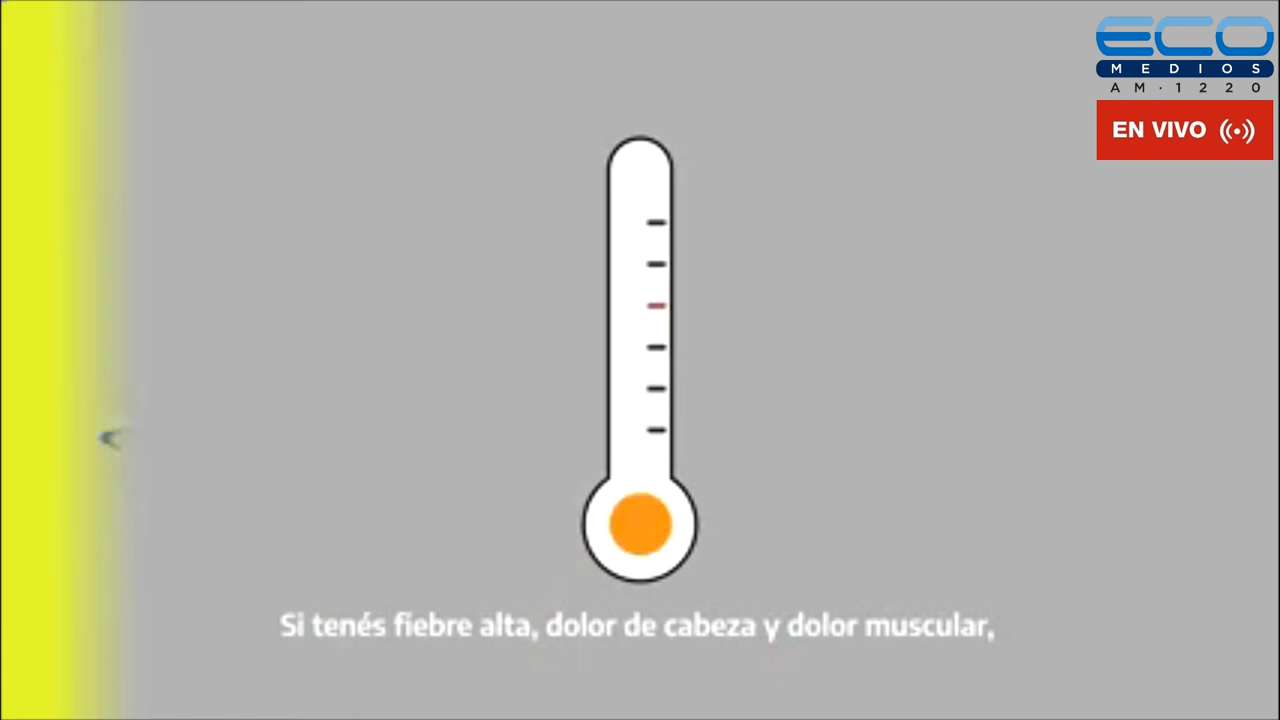 ECO
MEDIOS
AM·1220
EN VIVO
Si tenés fiebre alta, dolor de cabeza y dolor muscular,